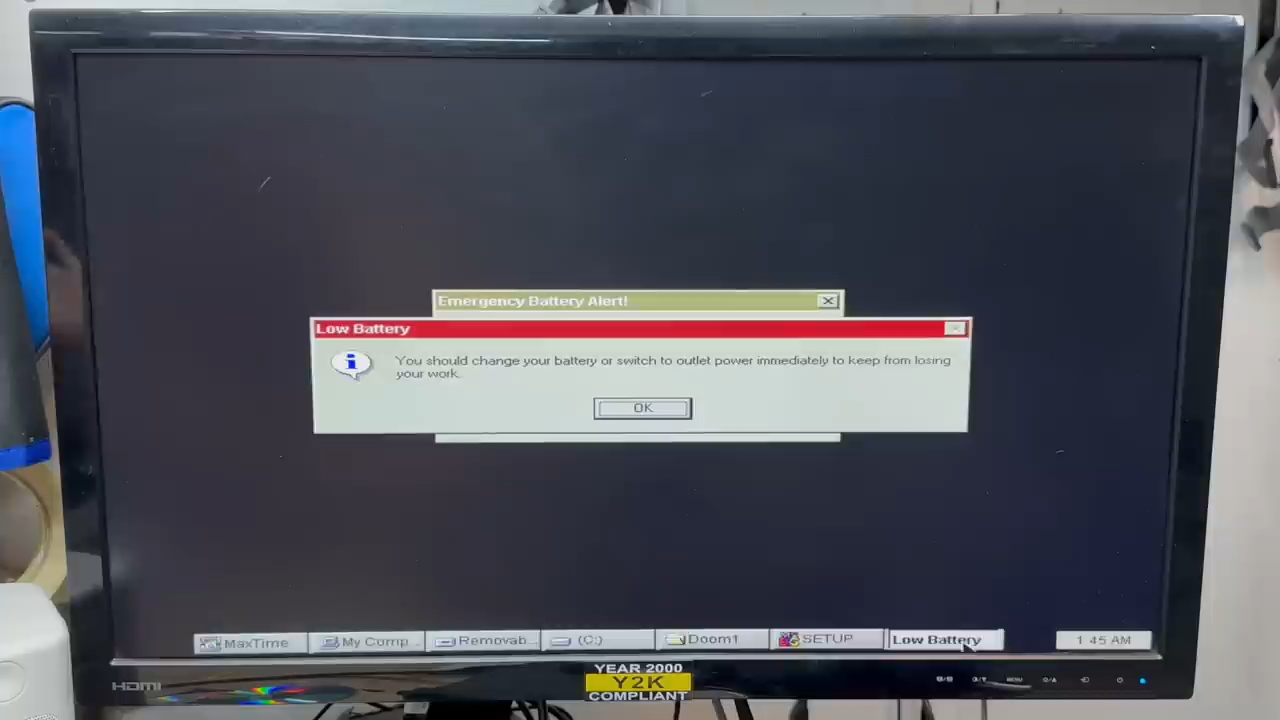 Emergency Battery Alert!
Low Battery
You should change your battery or switch to outlet power immediately to keep from losing
your work.
OK
MaxTime
My Comp...
Removab...
(C:)
Doom1
SETUP
Low Battery
1:45 AM
HDMI
YEAR 2000
Y2K
COMPLIANT
MENU